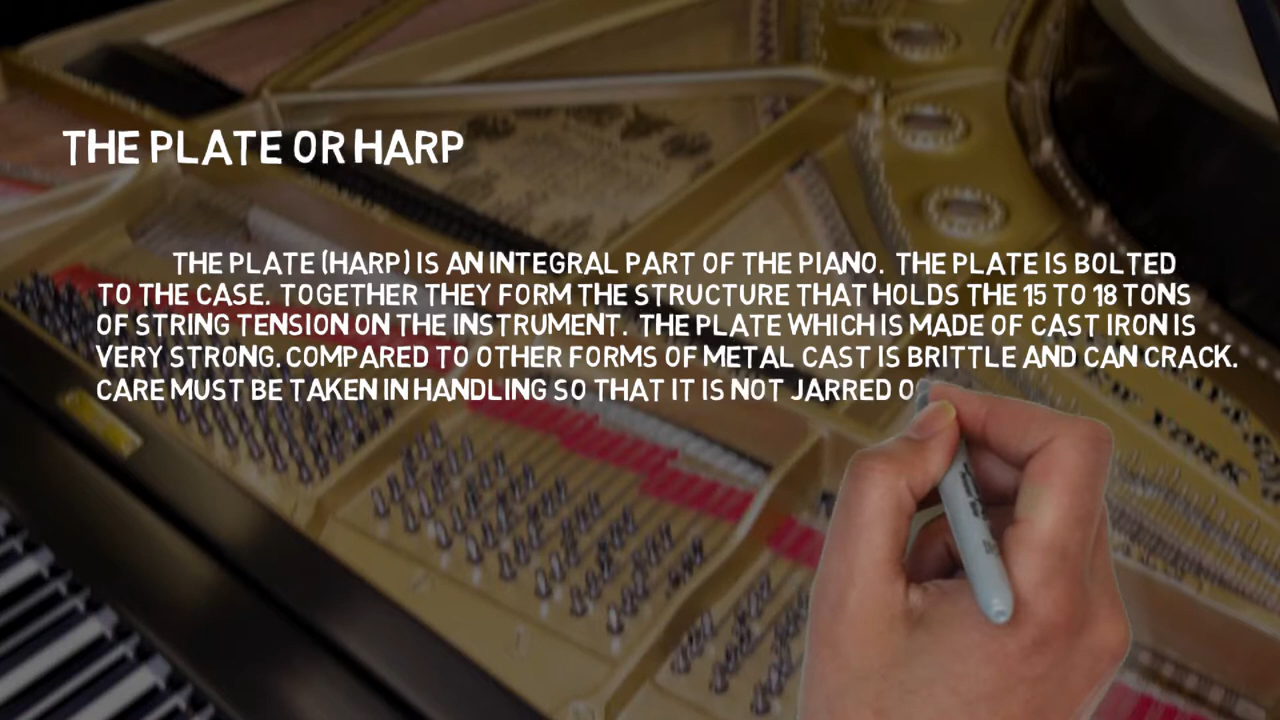 THE PLATE OR HARP
THE PLATE (HARP) IS AN INTEGRAL PART OF THE PIANO. THE PLATE IS BOLTED
TO THE CASE. TOGETHER THEY FORM THE STRUCTURE THAT HOLDS THE 15 TO 18 TONS
OF STRING TENSION ON THE INSTRUMENT. THE PLATE WHICH IS MADE OF CAST IRON IS
VERY STRONG. COMPARED TO OTHER FORMS OF METAL CAST IS BRITTLE AND CAN CRACK.
CARE MUST BE TAKEN IN HANDLING SO THAT IT IS NOT JARRED O
YORK